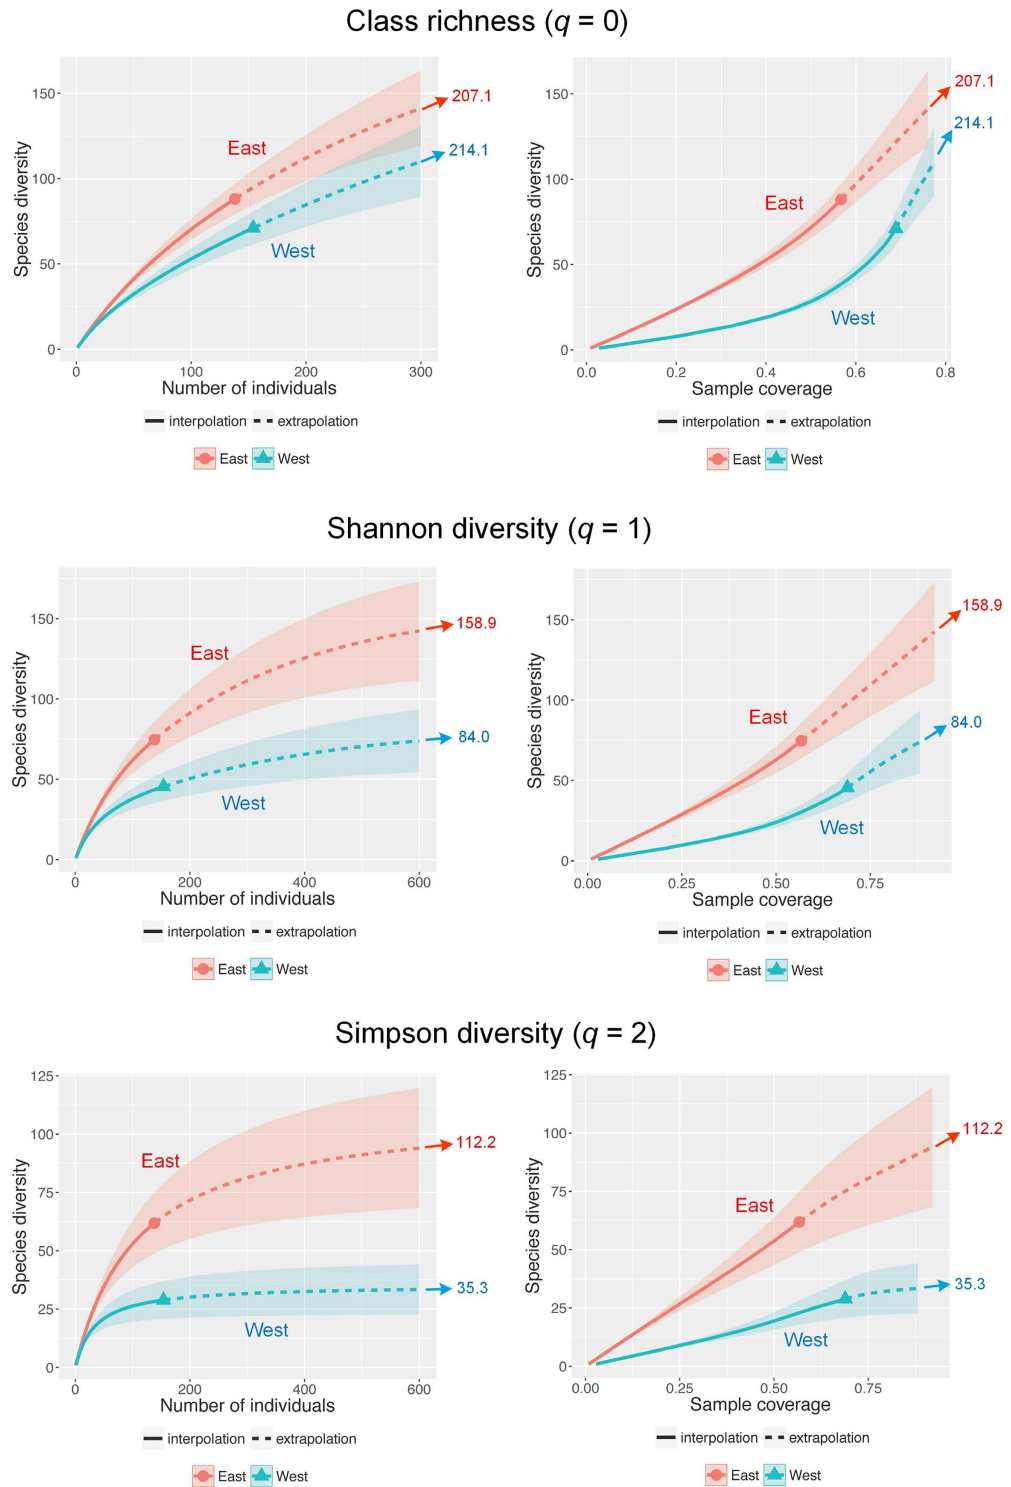 Class richness (q = 0)
Species diversity
150
100
50
0
0
100
200
300
East
West
207.1
214.1
Number of individuals
interpolation
extrapolation
East
West
Species diversity
150
100
50
0
0.0
0.2
0.4
0.6
0.8
East
West
207.1
214.1
Sample coverage
interpolation
extrapolation
East
West
Shannon diversity (q = 1)
Species diversity
150
100
50
0
0
200
400
600
East
West
158.9
84.0
Number of individuals
interpolation
extrapolation
East
West
Species diversity
150
100
50
0
0.00
0.25
0.50
0.75
East
West
158.9
84.0
Sample coverage
interpolation
extrapolation
East
West
Simpson diversity (q = 2)
Species diversity
125
100
75
50
25
0
0
200
400
600
East
West
112.2
35.3
Number of individuals
interpolation
extrapolation
East
West
Species diversity
125
100
75
50
25
0
0.00
0.25
0.50
0.75
East
West
112.2
35.3
Sample coverage
interpolation
extrapolation
East
West